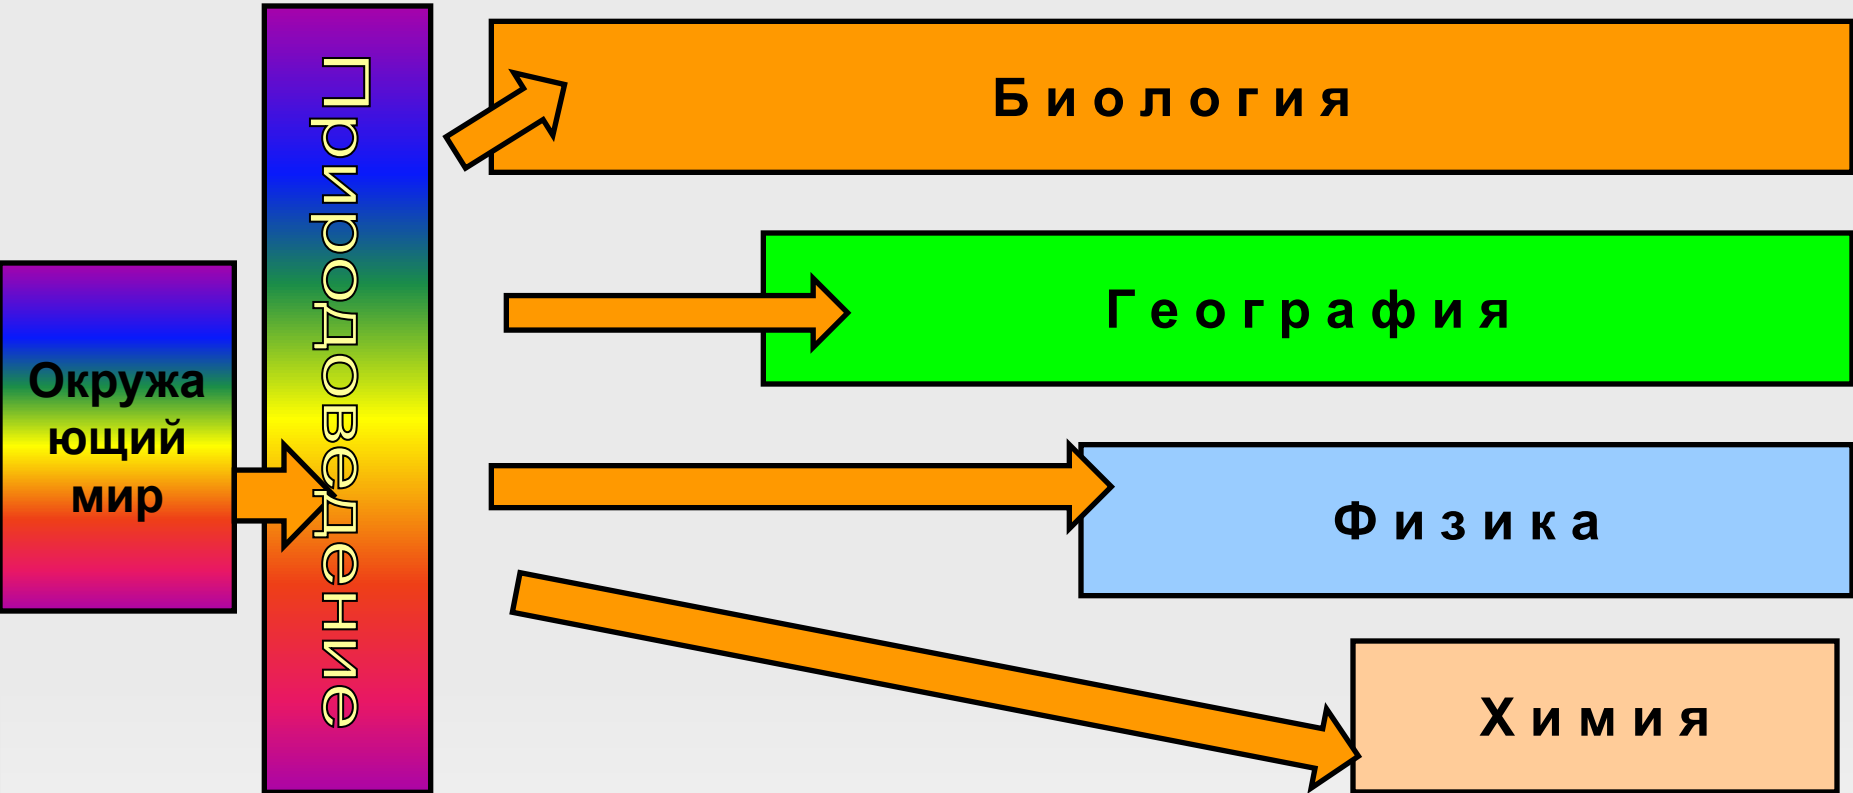 Окружа
ющий
мир
Природоведение
Биология
География
Физика
Химия